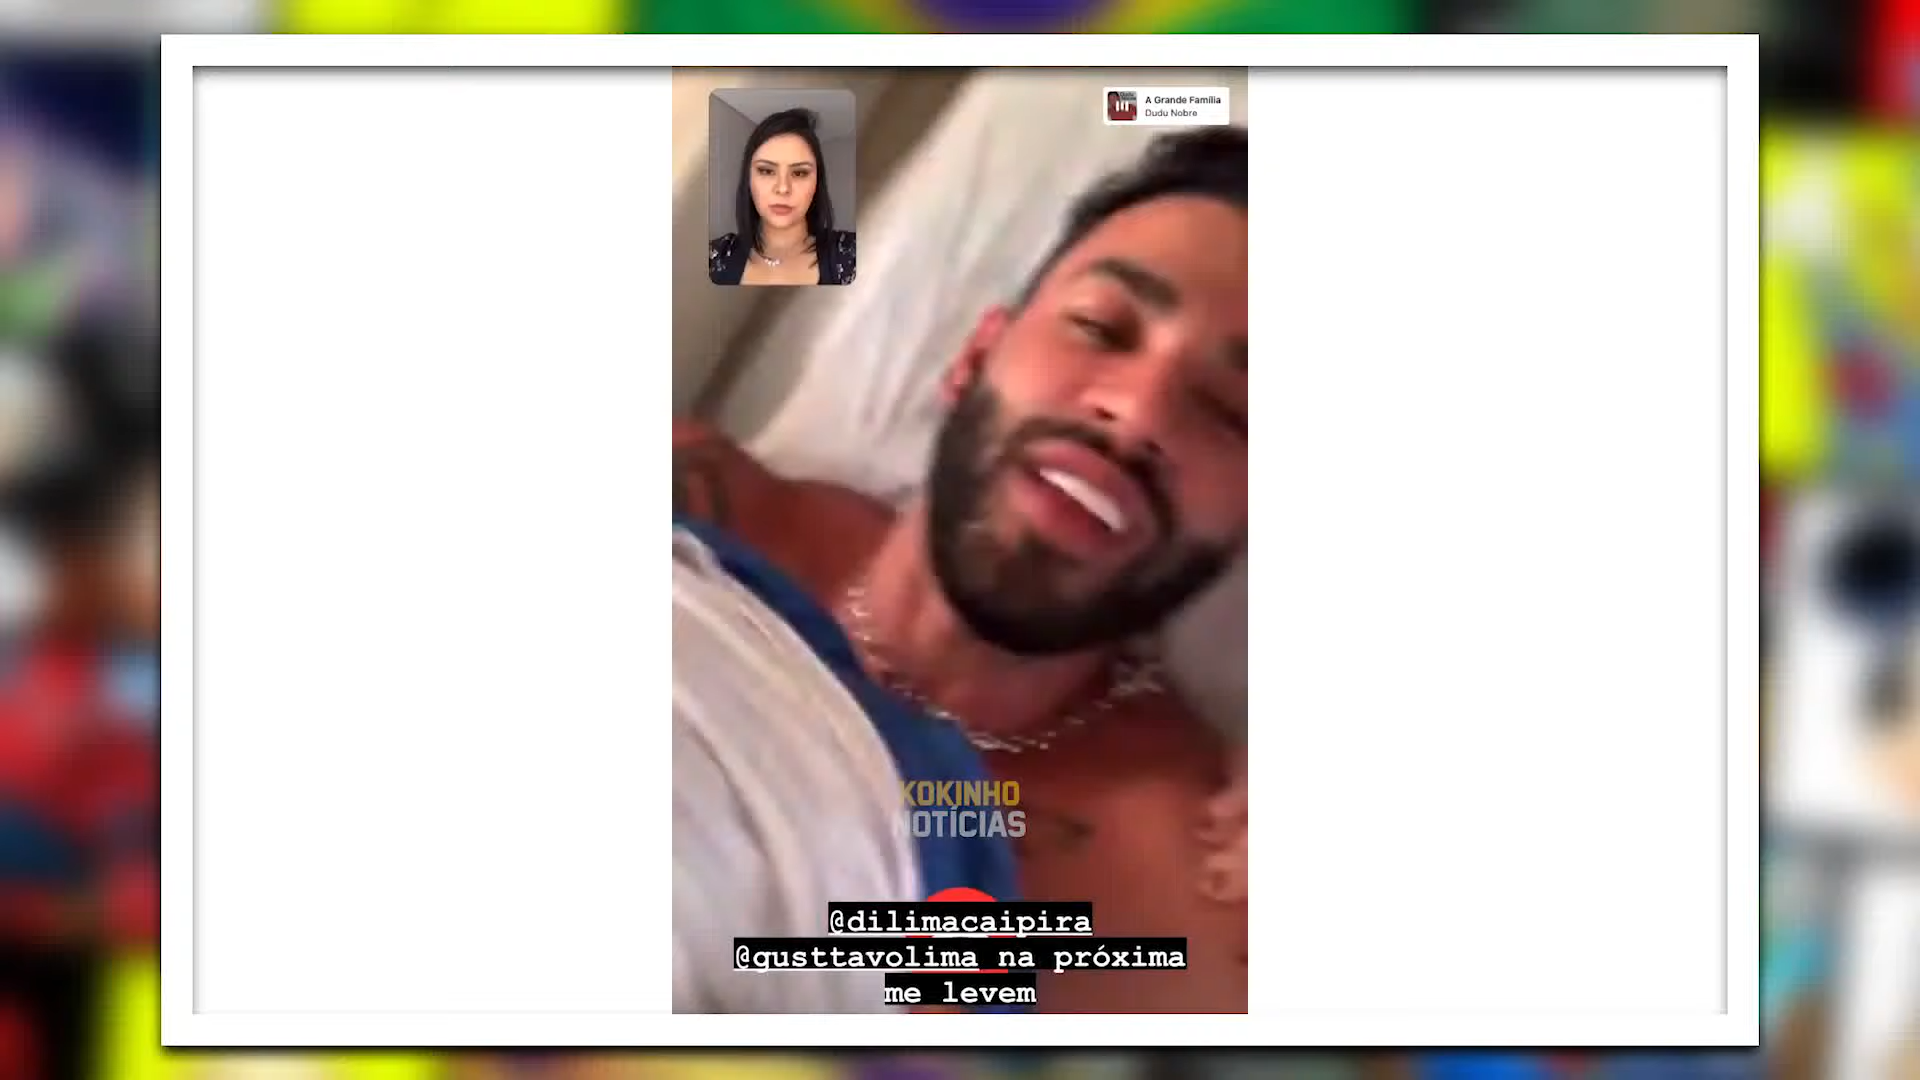 A Grande Família
Dudu Nobre
KOKINHO
NOTÍCIAS
@dilimacaipira
@gusttavolima na próxima
me levem